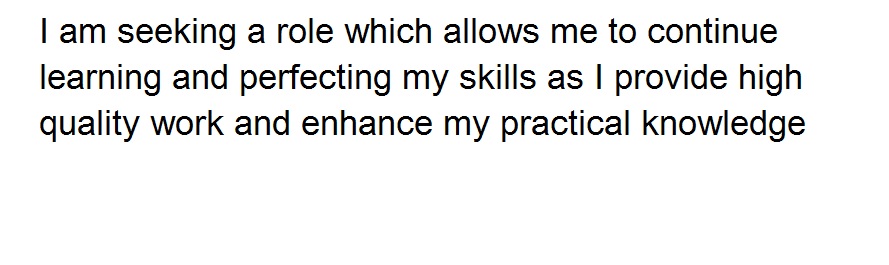 I am seeking a role which allows me to continue
learning and perfecting my skills as I provide high
quality work and enhance my practical knowledge